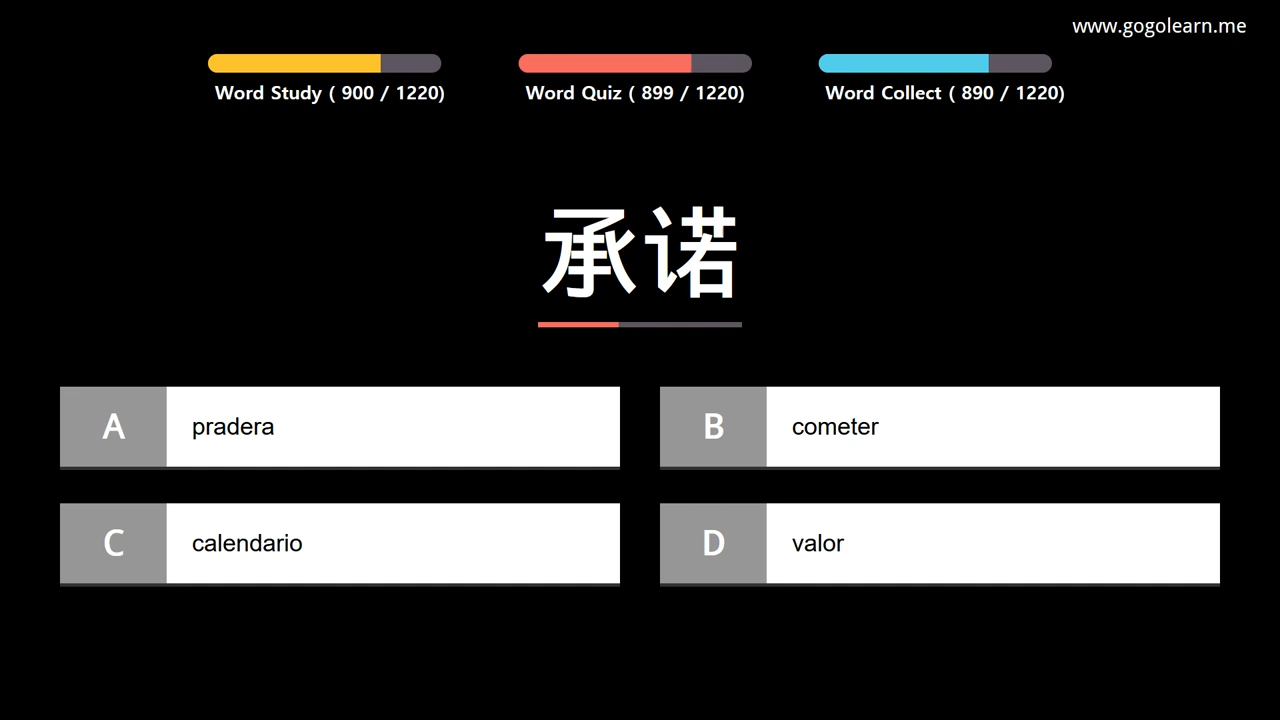 www.gogolearn.me
Word Study ( 900 / 1220)
Word Quiz ( 899 / 1220)
Word Collect ( 890 / 1220)
承诺
A pradera
B cometer
C calendario
D valor